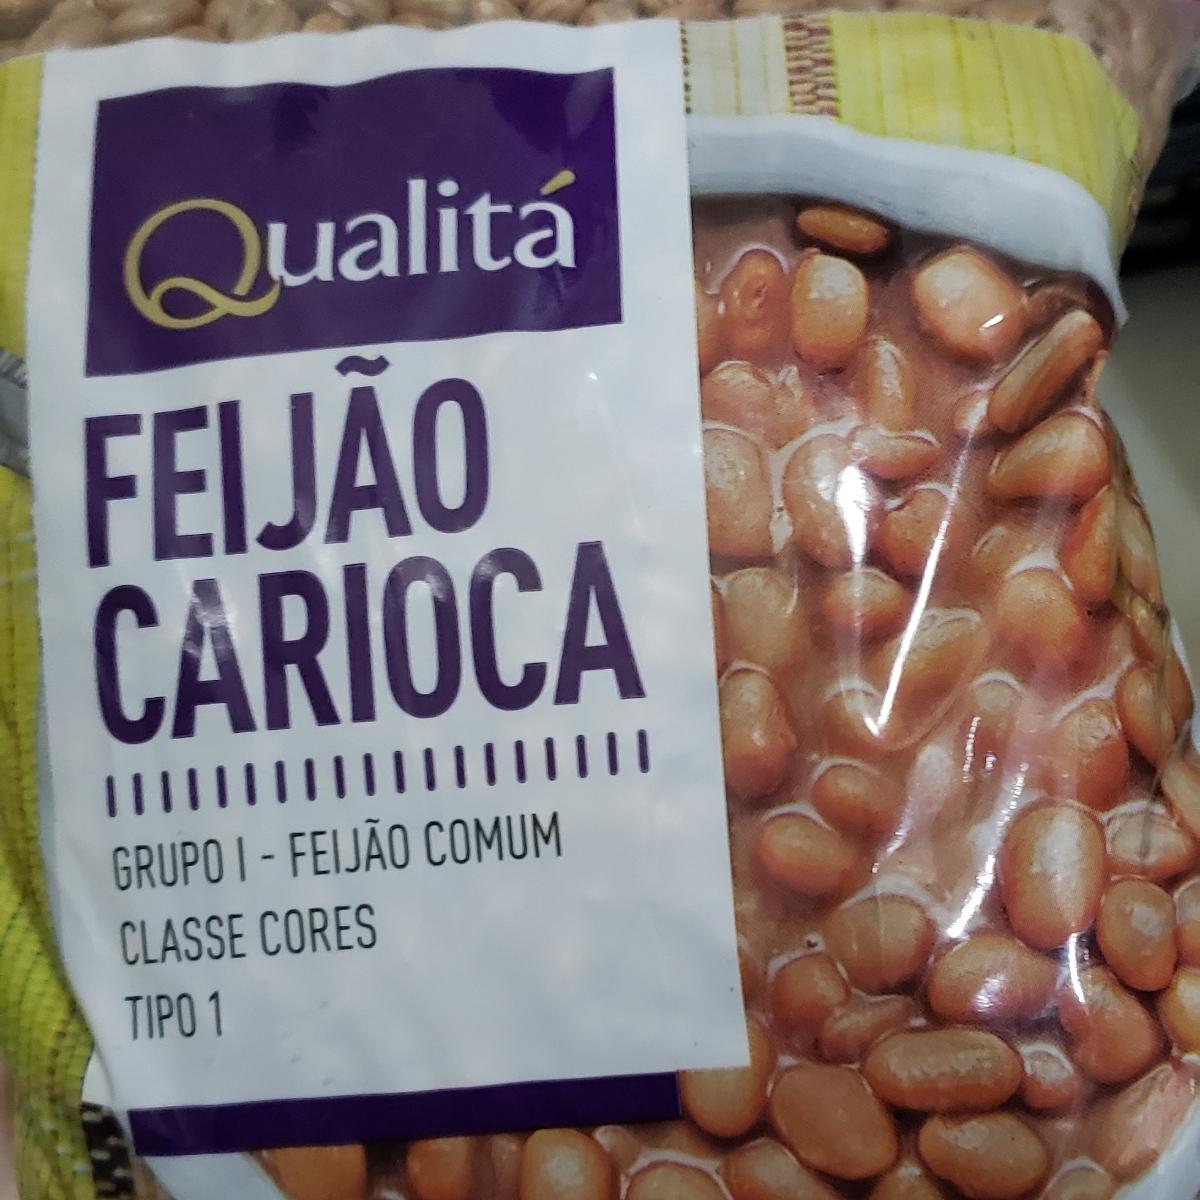 Qualitá
FEIJÃO
CARIOCA
GRUPO I - FEIJÃO COMUM
CLASSE CORES
TIPO 1